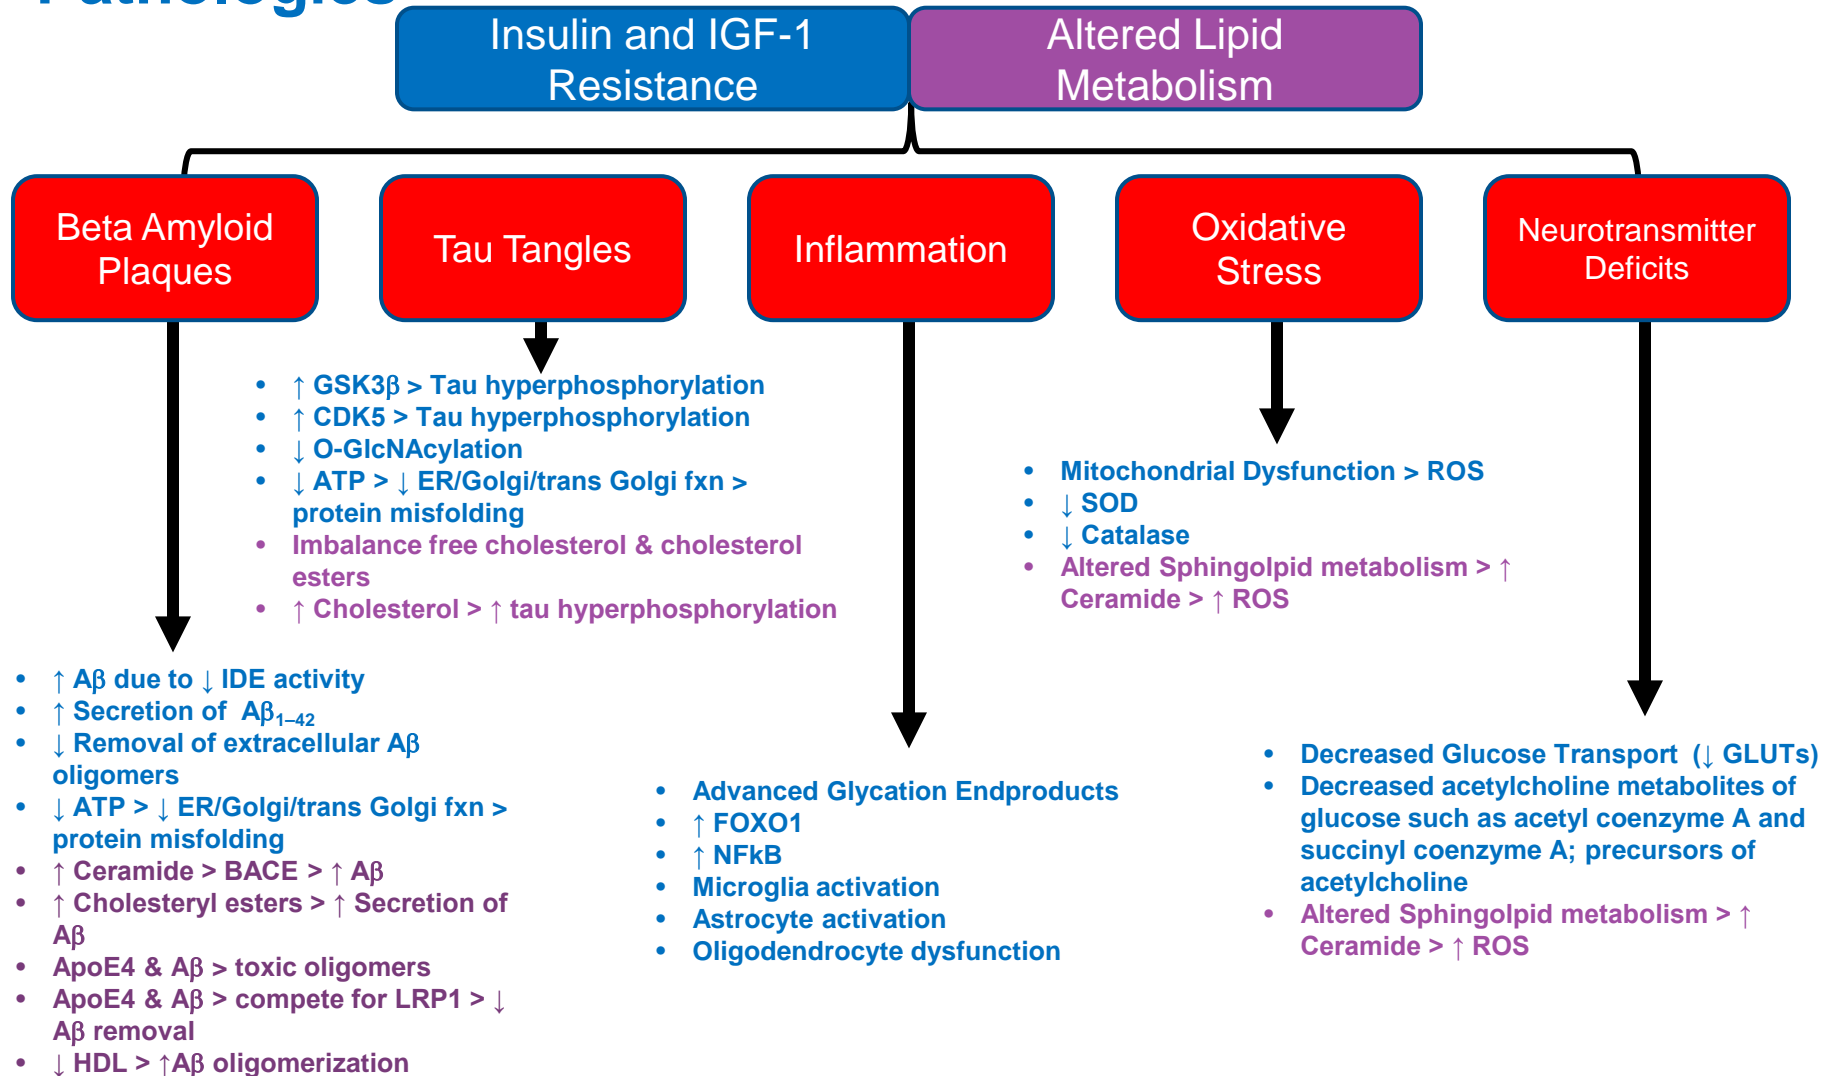 Pathologies
Insulin and IGF-1
Resistance
Altered Lipid
Metabolism
Beta Amyloid
Plaques
Tau Tangles
Inflammation
Oxidative
Stress
Neurotransmitter
Deficits
• ↑ GSK3β > Tau hyperphosphorylation
• ↑ CDK5 > Tau hyperphosphorylation
• ↓ O-GlcNAcylation
• ↓ ATP > ↓ ER/Golgi/trans Golgi fxn >
protein misfolding
• Imbalance free cholesterol & cholesterol
esters
• ↑ Cholesterol > ↑ tau hyperphosphorylation
• Mitochondrial Dysfunction > ROS
• ↓ SOD
• ↓ Catalase
• Altered Sphingolpid metabolism > ↑
Ceramide > ↑ ROS
• ↑ Aβ due to ↓ IDE activity
• ↑ Secretion of Aβ1–42
• ↓ Removal of extracellular Aβ
oligomers
• ↓ ATP > ↓ ER/Golgi/trans Golgi fxn >
protein misfolding
• ↑ Ceramide > BACE > ↑ Aβ
• ↑ Cholesteryl esters > ↑ Secretion of
Aβ
• ApoE4 & Aβ > toxic oligomers
• ApoE4 & Aβ > compete for LRP1 > ↓
Aβ removal
• ↓ HDL > ↑Aβ oligomerization
• Advanced Glycation Endproducts
• ↑ FOXO1
• ↑ NFkB
• Microglia activation
• Astrocyte activation
• Oligodendrocyte dysfunction
• Decreased Glucose Transport (↓ GLUTs)
• Decreased acetylcholine metabolites of
glucose such as acetyl coenzyme A and
succinyl coenzyme A; precursors of
acetylcholine
• Altered Sphingolpid metabolism > ↑
Ceramide > ↑ ROS